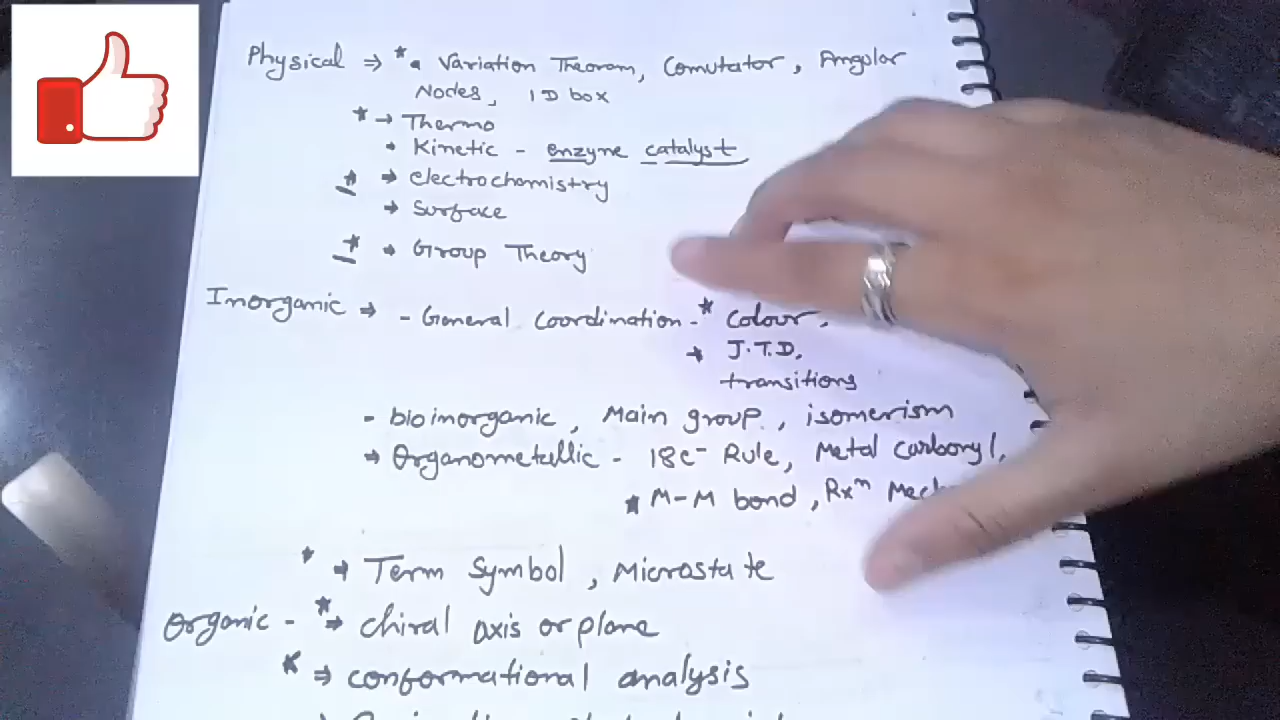 Physical ⇒ * • Variation Theoram, Comutator, Angular
Nodes, 1D box
* → Thermo
• Kinetic - enzyne catalyst
* → electrochemistry
→ Surface
* → Group Theory
Inorganic ⇒ - General Coordination - * Colour,
* J.T.D,
transitions
- bioinorganic, Main group, isomerism
→ Organometallic - 18e⁻ Rule, Metal Carbonyl,
* M-M bond, Rxⁿ
* → Term Symbol, Microstate
Organic - * ⇒ chiral axis or plane
* ⇒ conformational analysis